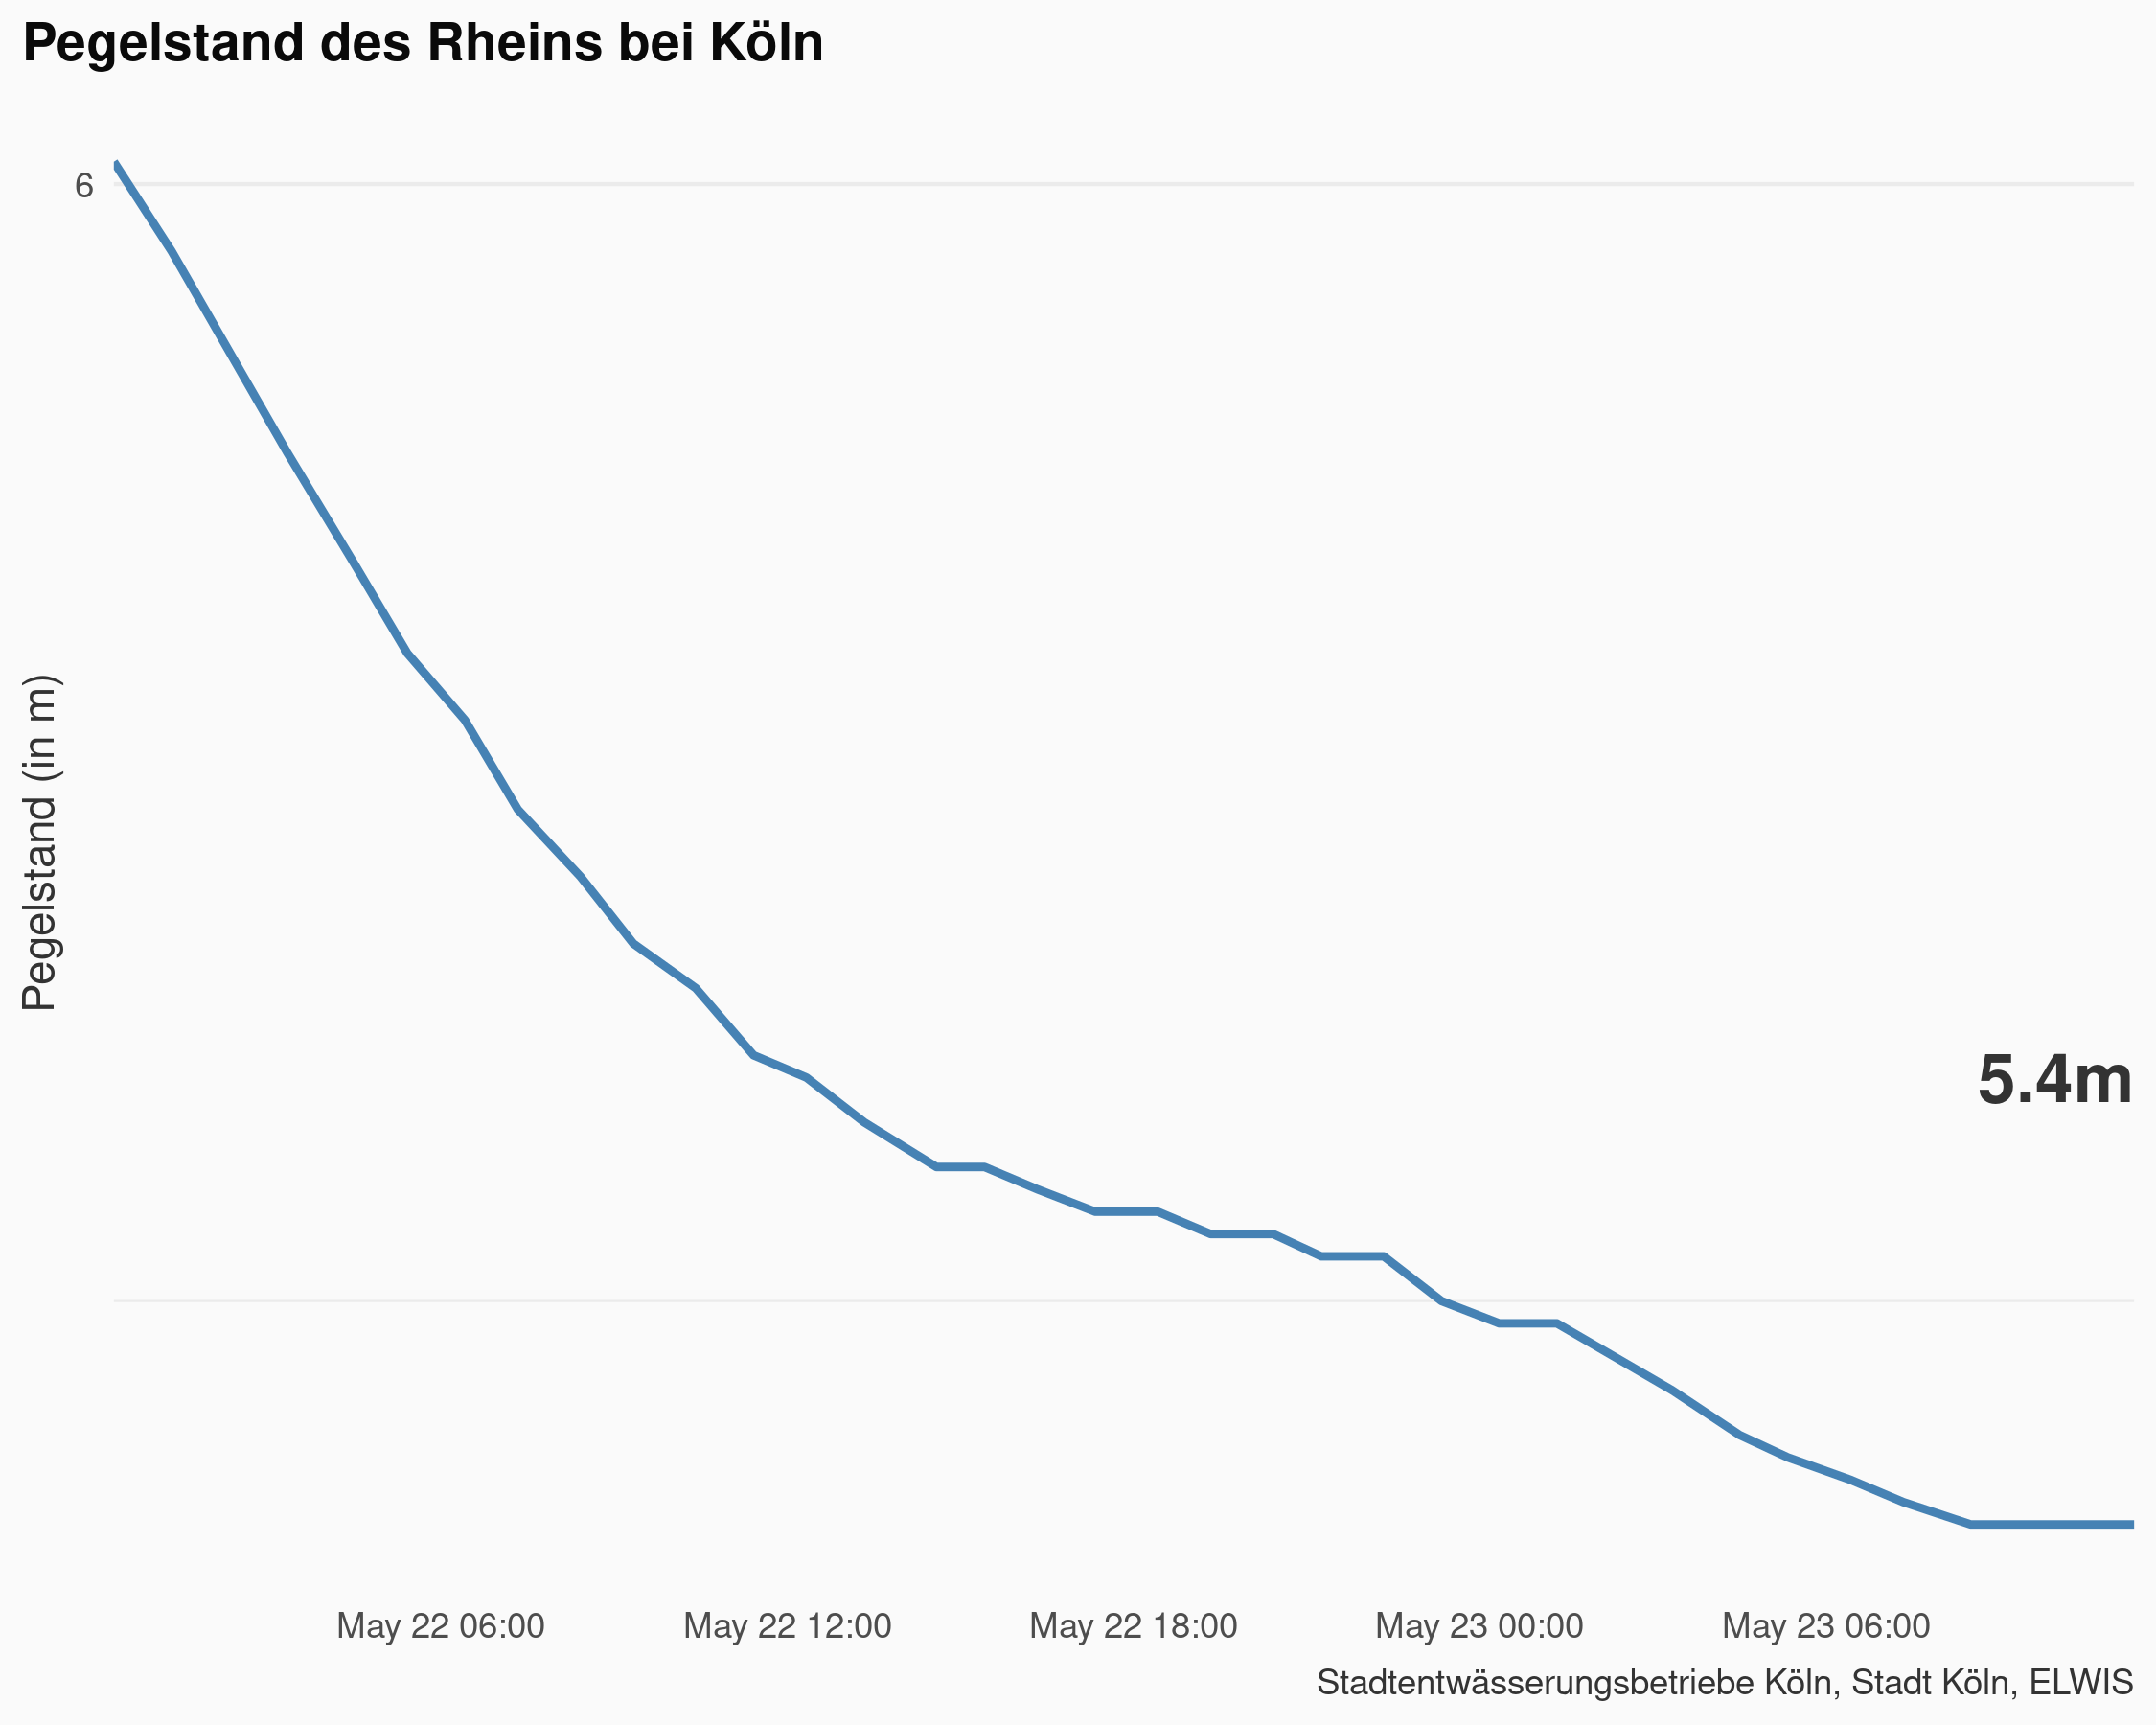 Pegelstand des Rheins bei Köln
6
Pegelstand (in m)
5.4m
May 22 06:00
May 22 12:00
May 22 18:00
May 23 00:00
May 23 06:00
Stadtentwässerungsbetriebe Köln, Stadt Köln, ELWIS